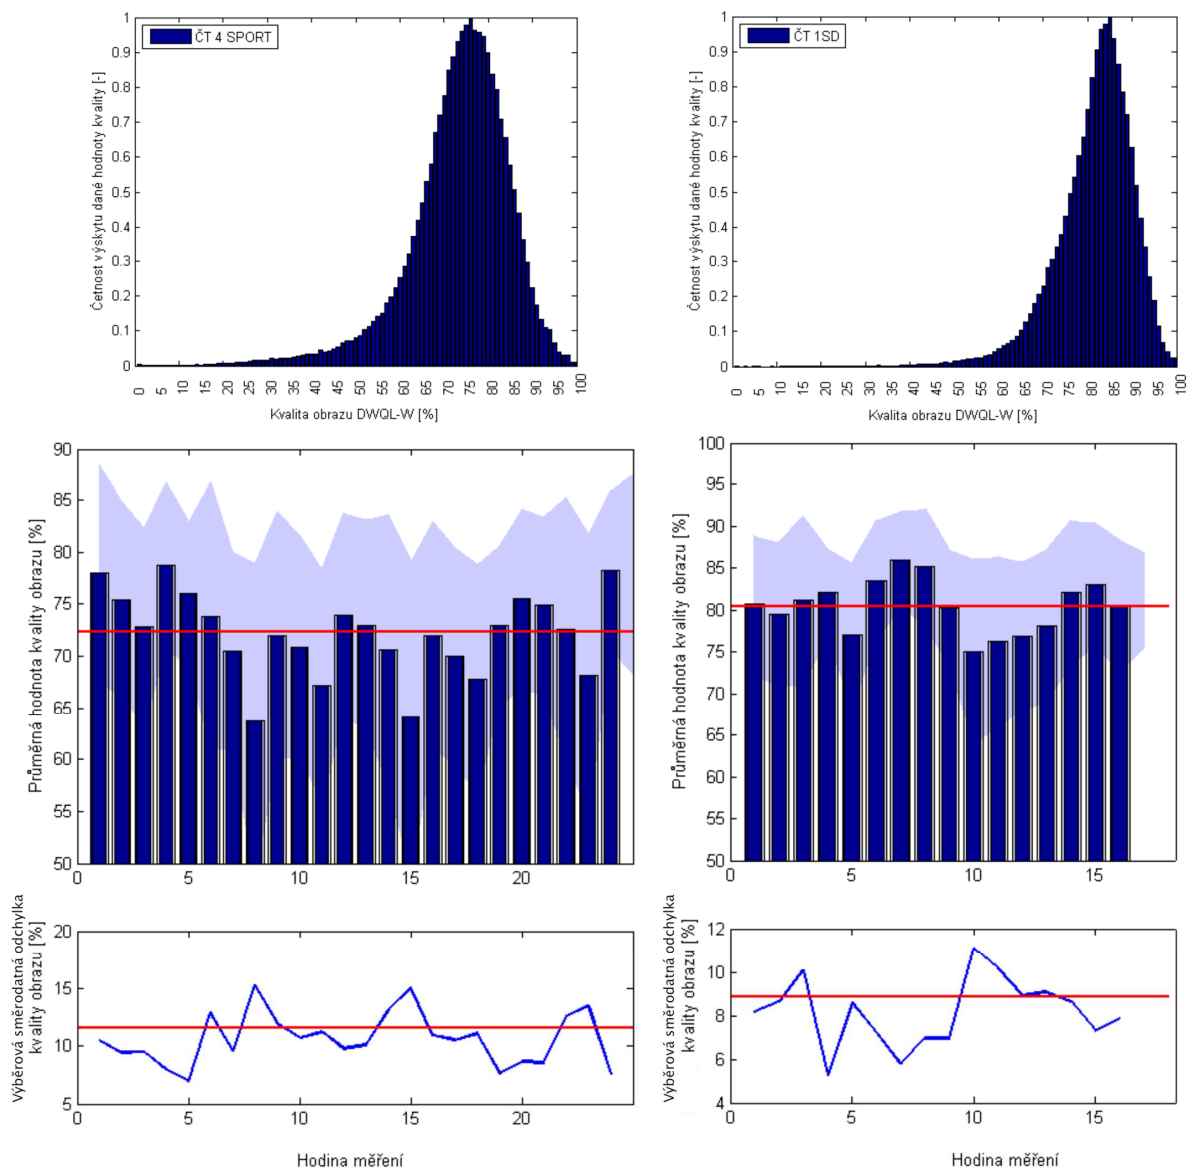 ČT 4 SPORT
Četnost výskytu dané hodnoty kvality [-]
1
0.9
0.8
0.7
0.6
0.5
0.4
0.3
0.2
0.1
0
0 5 10 15 20 25 30 35 40 45 50 55 60 65 70 75 80 85 90 95 100
Kvalita obrazu DWQL-W [%]
ČT 1SD
Četnost výskytu dané hodnoty kvality [-]
1
0.9
0.8
0.7
0.6
0.5
0.4
0.3
0.2
0.1
0
0 5 10 15 20 25 30 35 40 45 50 55 60 65 70 75 80 85 90 95 100
Kvalita obrazu DWQL-W [%]
Průměrná hodnota kvality obrazu [%]
90
85
80
75
70
65
60
55
50
0 5 10 15 20
Průměrná hodnota kvality obrazu [%]
100
95
90
85
80
75
70
65
60
55
50
0 5 10 15
Výběrová směrodatná odchylka
kvality obrazu [%]
20
15
10
5
0 5 10 15 20
Hodina měření
Výběrová směrodatná odchylka
kvality obrazu [%]
12
10
8
6
4
0 5 10 15
Hodina měření